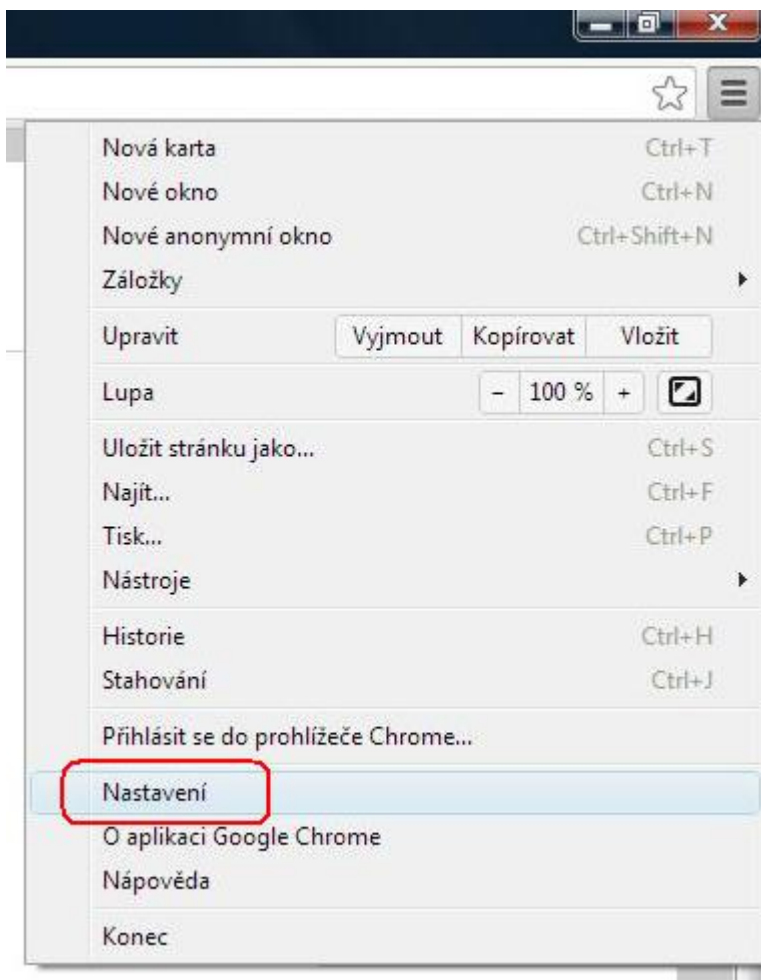 Nová karta Ctrl+T
Nové okno Ctrl+N
Nové anonymní okno Ctrl+Shift+N
Záložky
Upravit Vyjmout Kopírovat Vložit
Lupa − 100 % +
Uložit stránku jako... Ctrl+S
Najít... Ctrl+F
Tisk... Ctrl+P
Nástroje
Historie Ctrl+H
Stahování Ctrl+J
Přihlásit se do prohlížeče Chrome...
Nastavení
O aplikaci Google Chrome
Nápověda
Konec